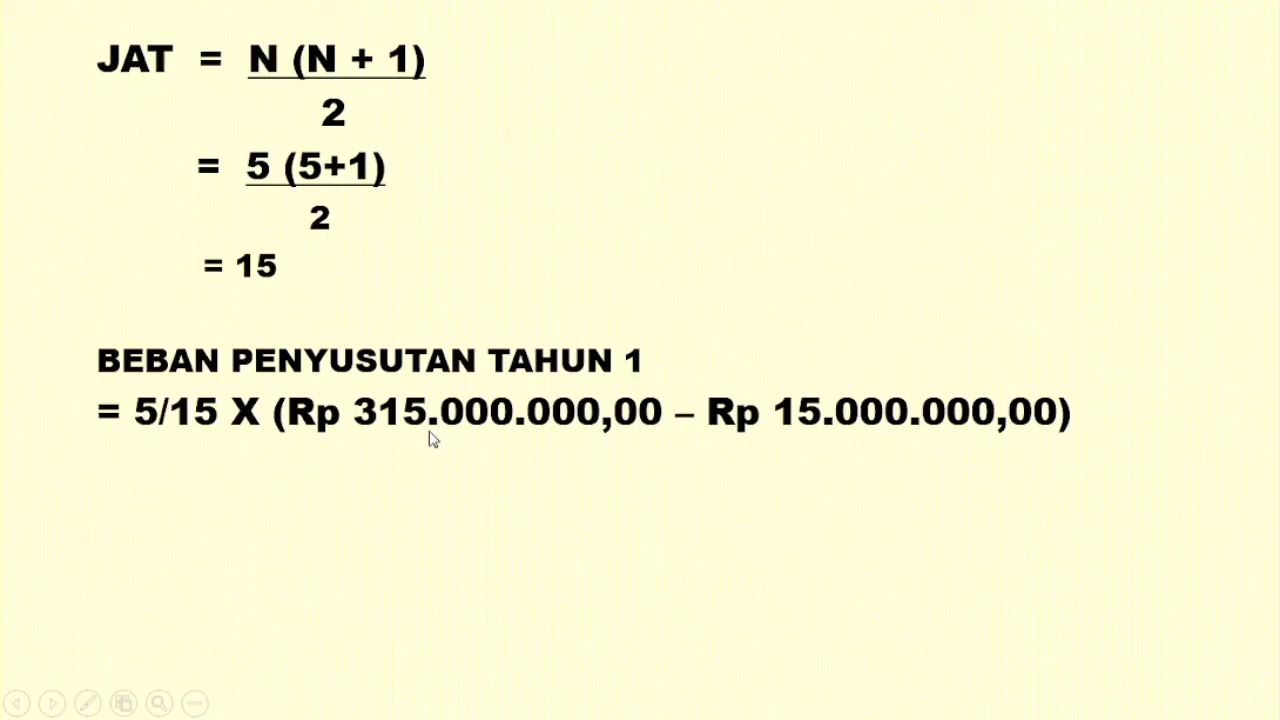 JAT = N (N + 1)
2
= 5 (5+1)
2
= 15
BEBAN PENYUSUTAN TAHUN 1
= 5/15 X (Rp 315.000.000,00 – Rp 15.000.000,00)